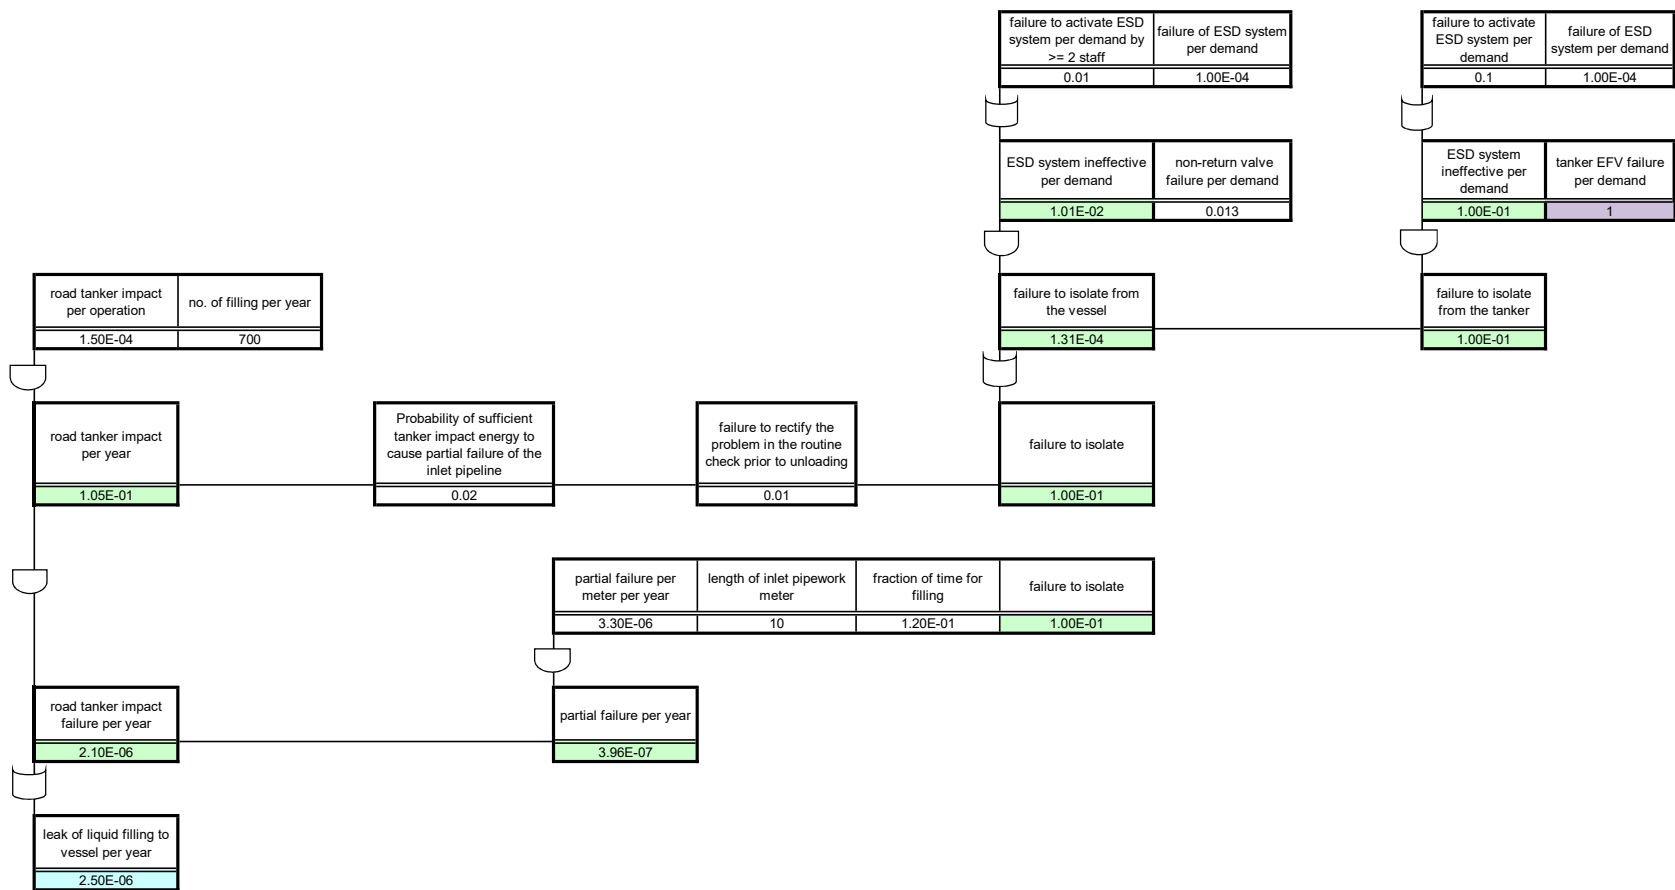 failure to activate ESD
system per demand by
>= 2 staff
failure of ESD system
per demand
0.01
1.00E-04
failure to activate
ESD system per
demand
failure of ESD
system per demand
0.1
1.00E-04
ESD system ineffective
per demand
non-return valve
failure per demand
1.01E-02
0.013
ESD system
ineffective per
demand
tanker EFV failure
per demand
1.00E-01
1
road tanker impact
per operation
no. of filling per year
1.50E-04
700
failure to isolate from
the vessel
1.31E-04
failure to isolate
from the tanker
1.00E-01
road tanker impact
per year
1.05E-01
Probability of sufficient
tanker impact energy to
cause partial failure of the
inlet pipeline
0.02
failure to rectify the
problem in the routine
check prior to unloading
0.01
failure to isolate
1.00E-01
partial failure per
meter per year
length of inlet pipework
meter
fraction of time for
filling
failure to isolate
3.30E-06
10
1.20E-01
1.00E-01
road tanker impact
failure per year
2.10E-06
partial failure per year
3.96E-07
leak of liquid filling to
vessel per year
2.50E-06